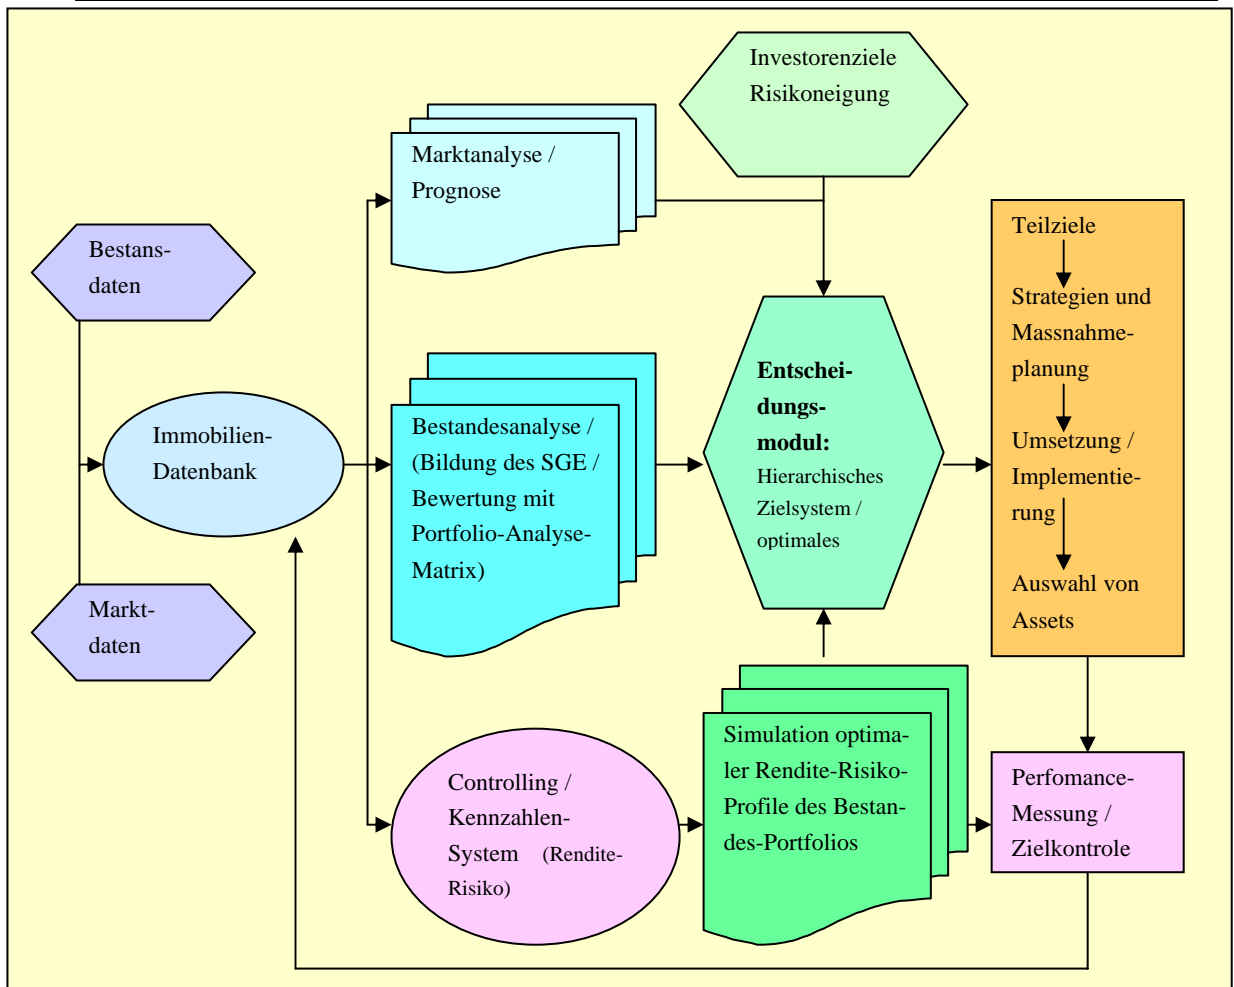 Investorenziele
Risikoneigung
Marktanalyse /
Prognose
Bestans-
daten
Immobilien-
Datenbank
Markt-
daten
Bestandesanalyse /
(Bildung des SGE /
Bewertung mit
Portfolio-Analyse-
Matrix)
Controlling /
Kennzahlen-
System (Rendite-
Risiko)
Entschei-
dungs-
modul:
Hierarchisches
Zielsystem /
optimales
Simulation optima-
ler Rendite-Risiko-
Profile des Bestan-
des-Portfolios
Teilziele
Strategien und
Massnahme-
planung
Umsetzung /
Implementie-
rung
Auswahl von
Assets
Perfomance-
Messung /
Zielkontrole